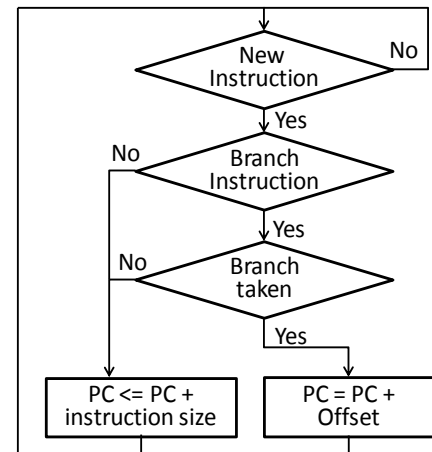 New
Instruction
No
Yes
No
Branch
Instruction
Yes
No
Branch
taken
Yes
PC <= PC +
instruction size
PC = PC +
Offset